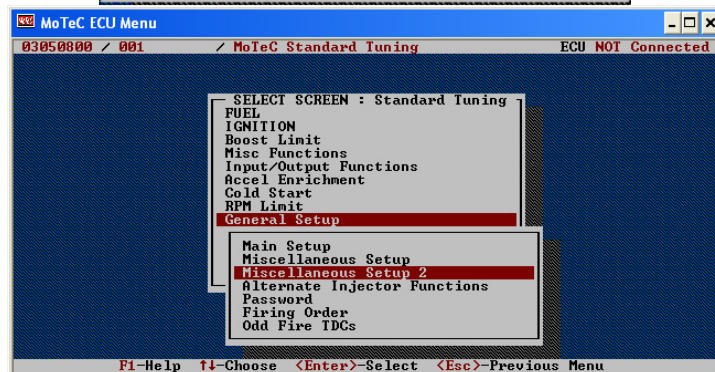 MoTeC ECU Menu
03050800 / 001 / MoTeC Standard Tuning ECU NOT Connected
SELECT SCREEN : Standard Tuning
FUEL
IGNITION
Boost Limit
Misc Functions
Input/Output Functions
Accel Enrichment
Cold Start
RPM Limit
General Setup
Main Setup
Miscellaneous Setup
Miscellaneous Setup 2
Alternate Injector Functions
Password
Firing Order
Odd Fire TDCs
F1-Help ↑↓-Choose <Enter>-Select <Esc>-Previous Menu